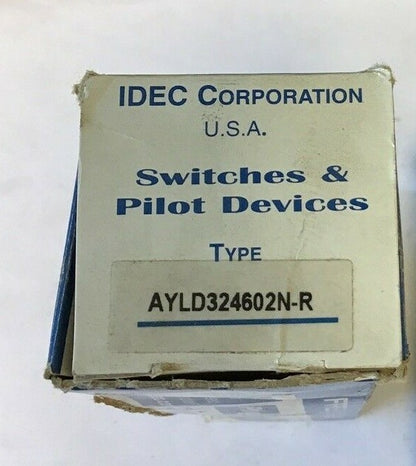 IDEC CORPORATION
U.S.A.
Switches &
Pilot Devices
TYPE
AYLD324602N-R